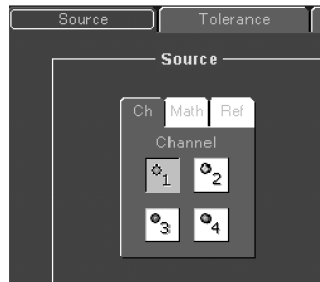 Source Tolerance
Source
Ch Math Ref
Channel
1 2
3 4